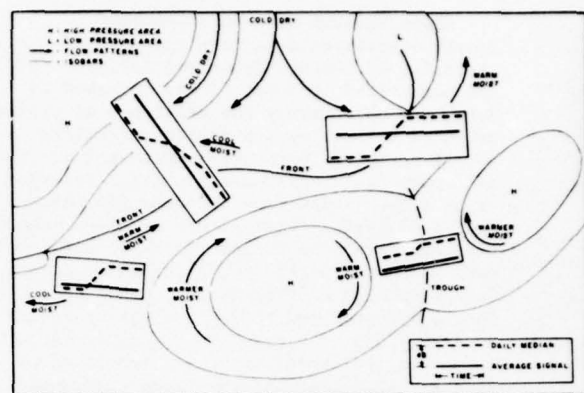 H - HIGH PRESSURE AREA
L - LOW PRESSURE AREA
- FLOW PATTERNS
- ISOBARS
COLD DRY
COLD DRY
L
WARM
MOIST
H
COOL
MOIST
FRONT
FRONT
WARM
MOIST
H
WARMER
MOIST
WARMER
MOIST
H
WARM
MOIST
COOL
MOIST
TROUGH
dB
DAILY MEDIAN
AVERAGE SIGNAL
TIME